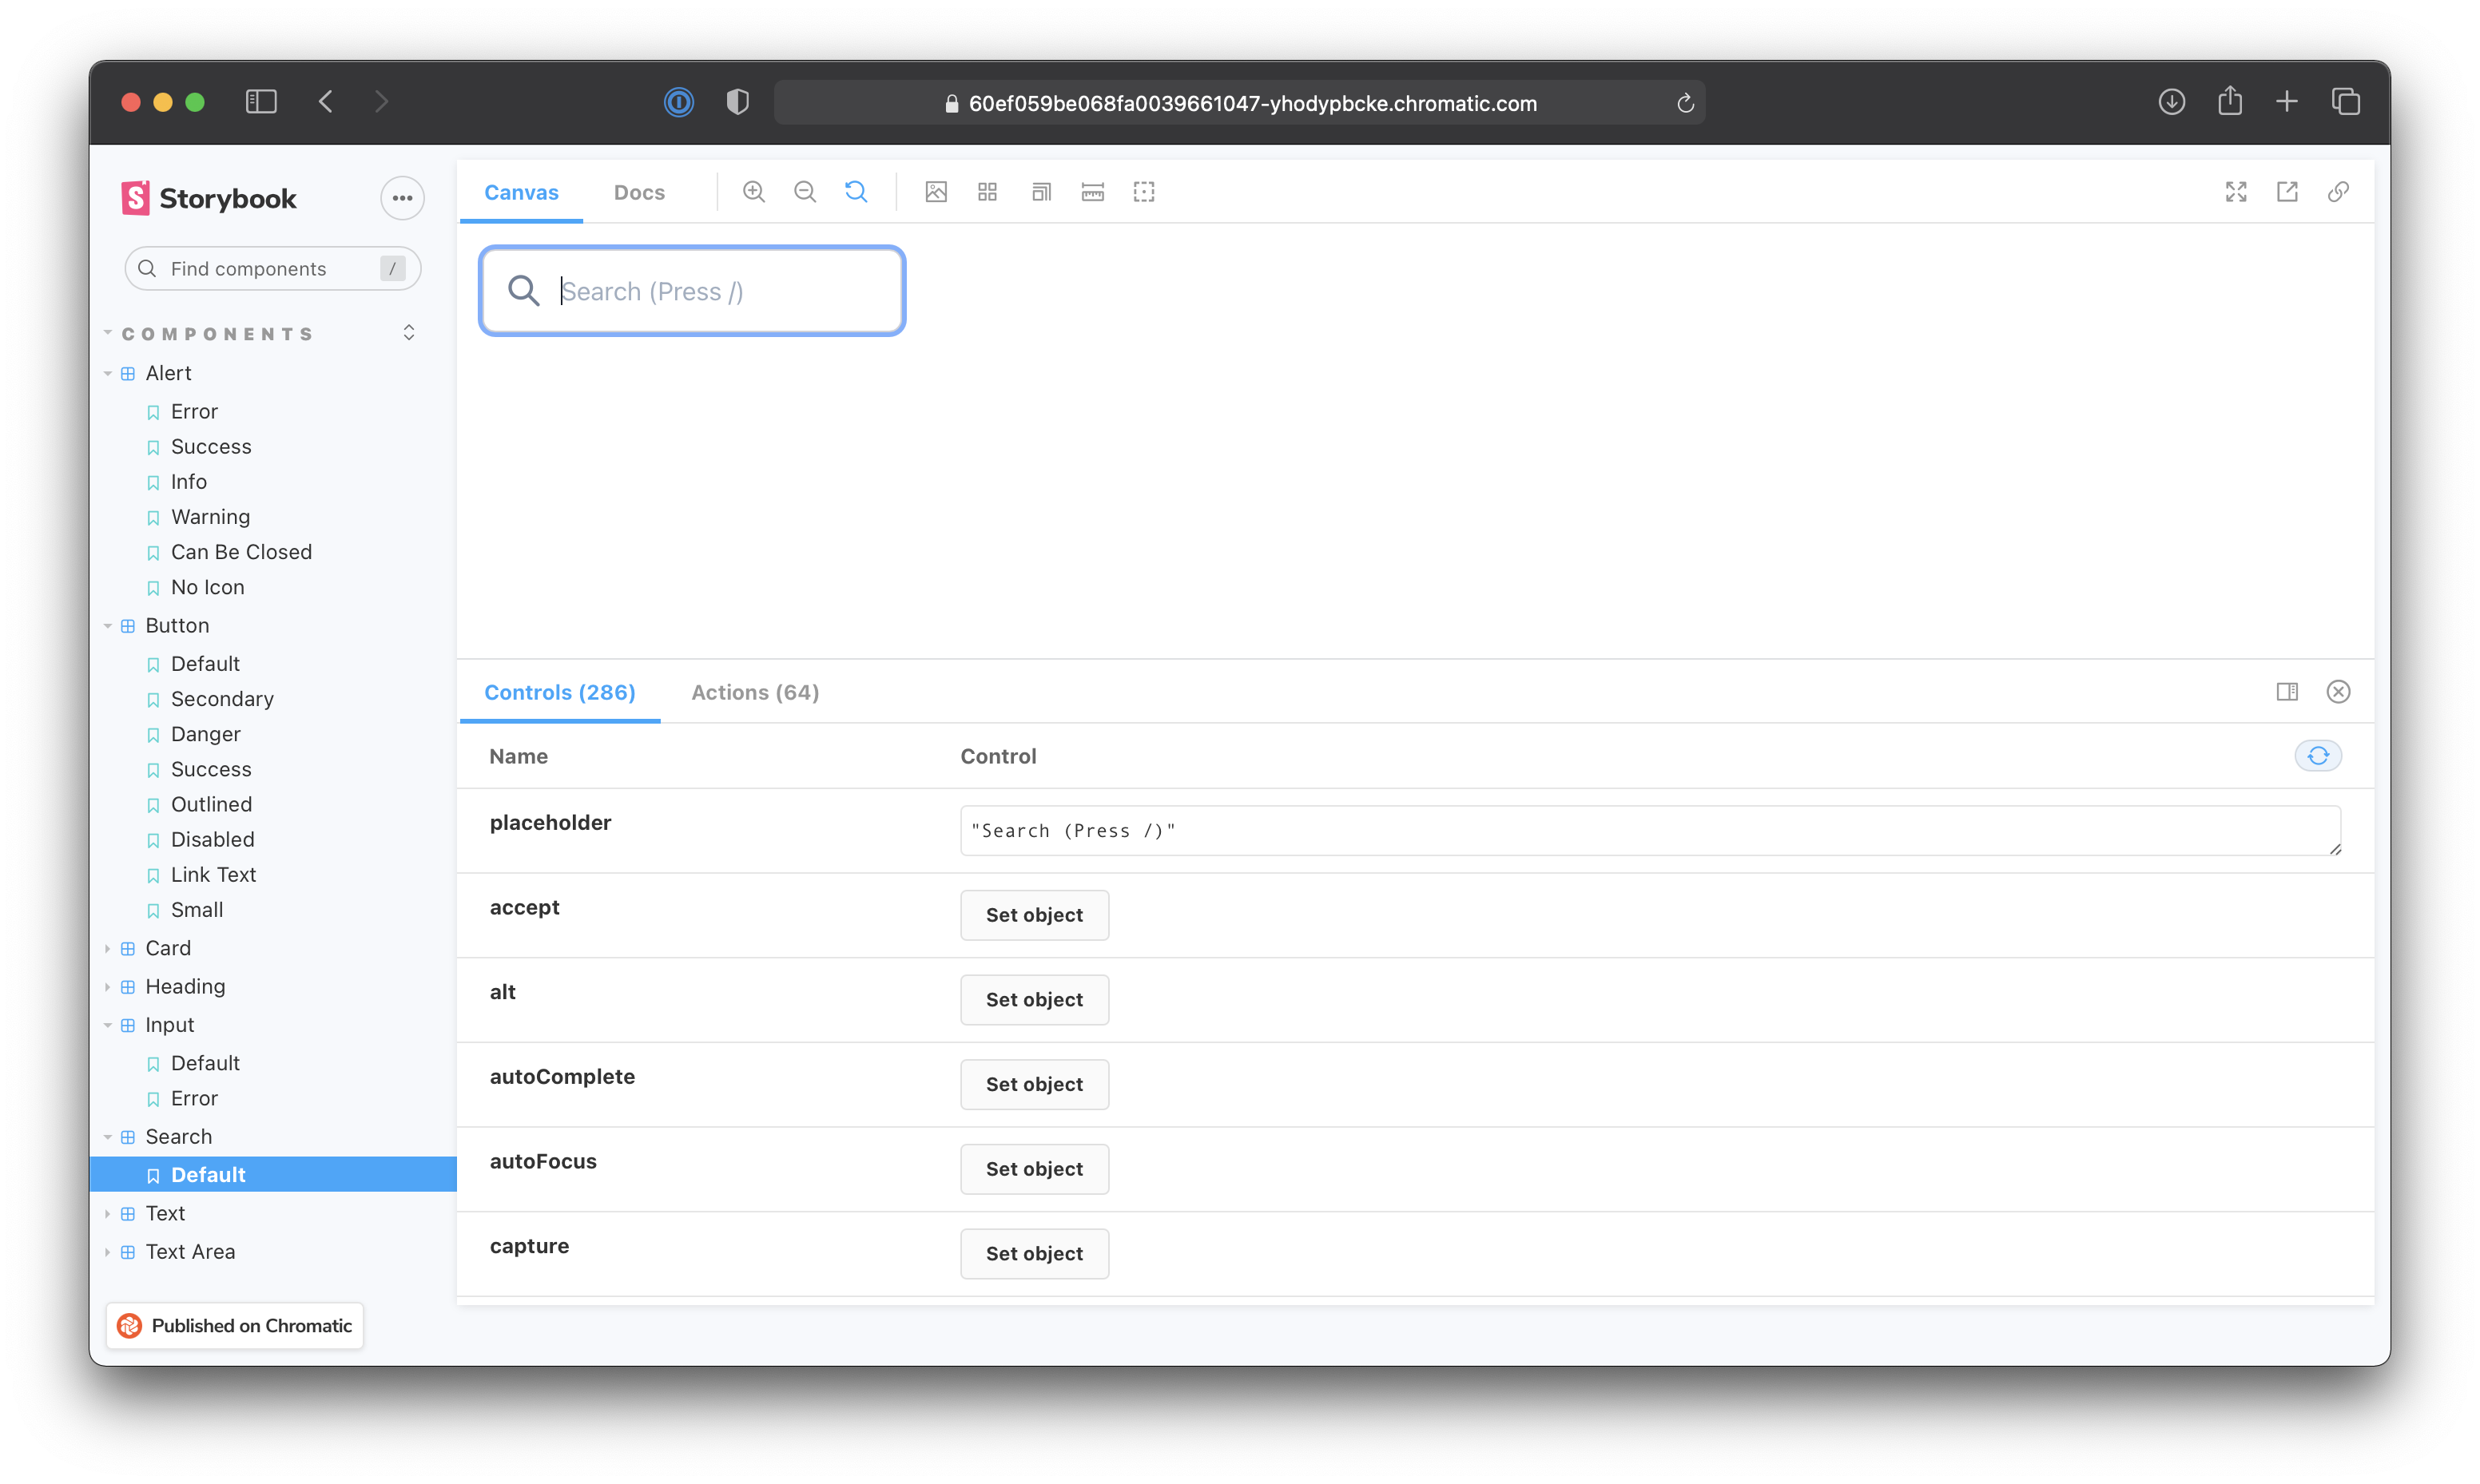 60ef059be068fa0039661047-yhodypbcke.chromatic.com
Storybook
Find components /
COMPONENTS
Alert
Error
Success
Info
Warning
Can Be Closed
No Icon
Button
Default
Secondary
Danger
Success
Outlined
Disabled
Link Text
Small
Card
Heading
Input
Default
Error
Search
Default
Text
Text Area
Published on Chromatic
Canvas Docs
Search (Press /)
Controls (286) Actions (64)
Name Control
placeholder "Search (Press /)"
accept Set object
alt Set object
autoComplete Set object
autoFocus Set object
capture Set object